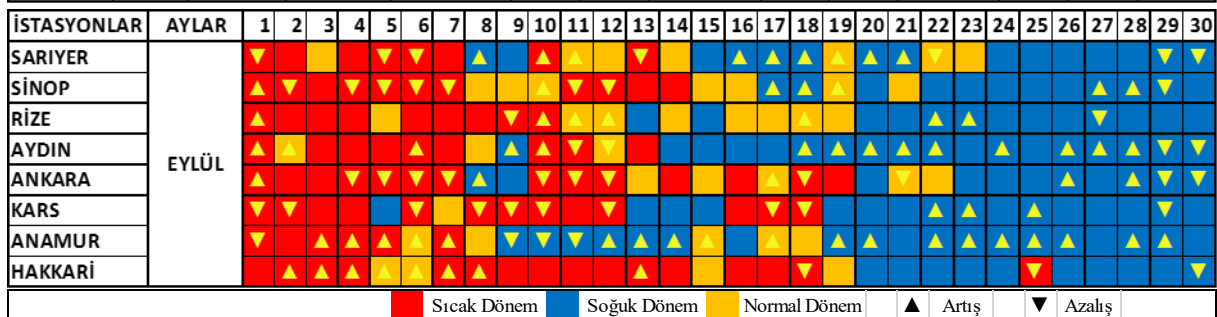 İSTASYONLAR AYLAR 1 2 3 4 5 6 7 8 9 10 11 12 13 14 15 16 17 18 19 20 21 22 23 24 25 26 27 28 29 30
SARIYER
SİNOP
RİZE
AYDIN
EYLÜL
ANKARA
KARS
ANAMUR
HAKKARİ
Sıcak Dönem Soğuk Dönem Normal Dönem ▲ Artış ▼ Azalış